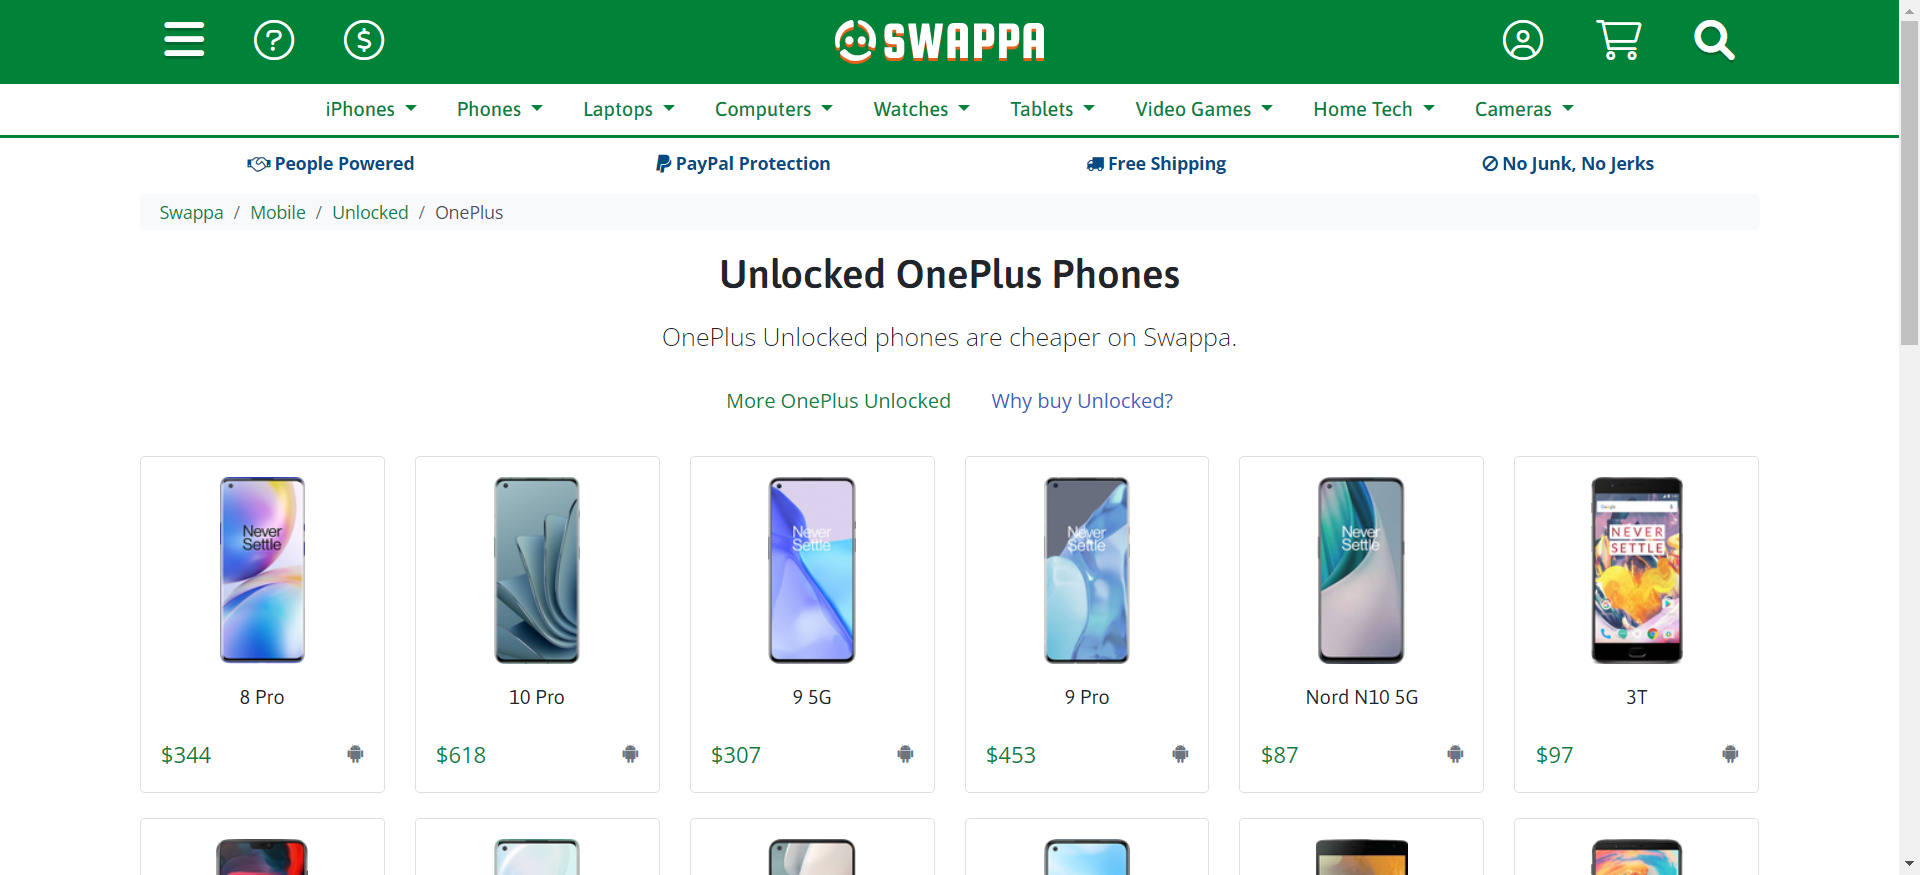 SWAPPA
iPhones
Phones
Laptops
Computers
Watches
Tablets
Video Games
Home Tech
Cameras
People Powered
PayPal Protection
Free Shipping
No Junk, No Jerks
Swappa / Mobile / Unlocked / OnePlus
Unlocked OnePlus Phones
OnePlus Unlocked phones are cheaper on Swappa.
More OnePlus Unlocked
Why buy Unlocked?
Never
Settle
8 Pro
$344
10 Pro
$618
Never
Settle
9 5G
$307
Never
Settle
9 Pro
$453
Never
Settle
Nord N10 5G
$87
Google
NEVER
SETTLE
3T
$97